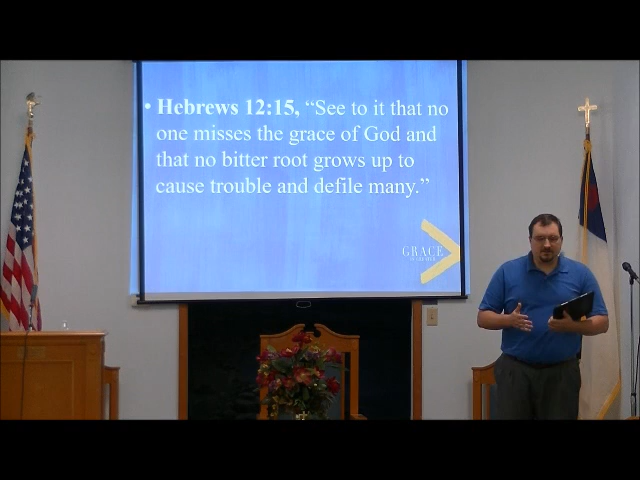 • Hebrews 12:15, “See to it that no
one misses the grace of God and
that no bitter root grows up to
cause trouble and defile many.”
GRACE